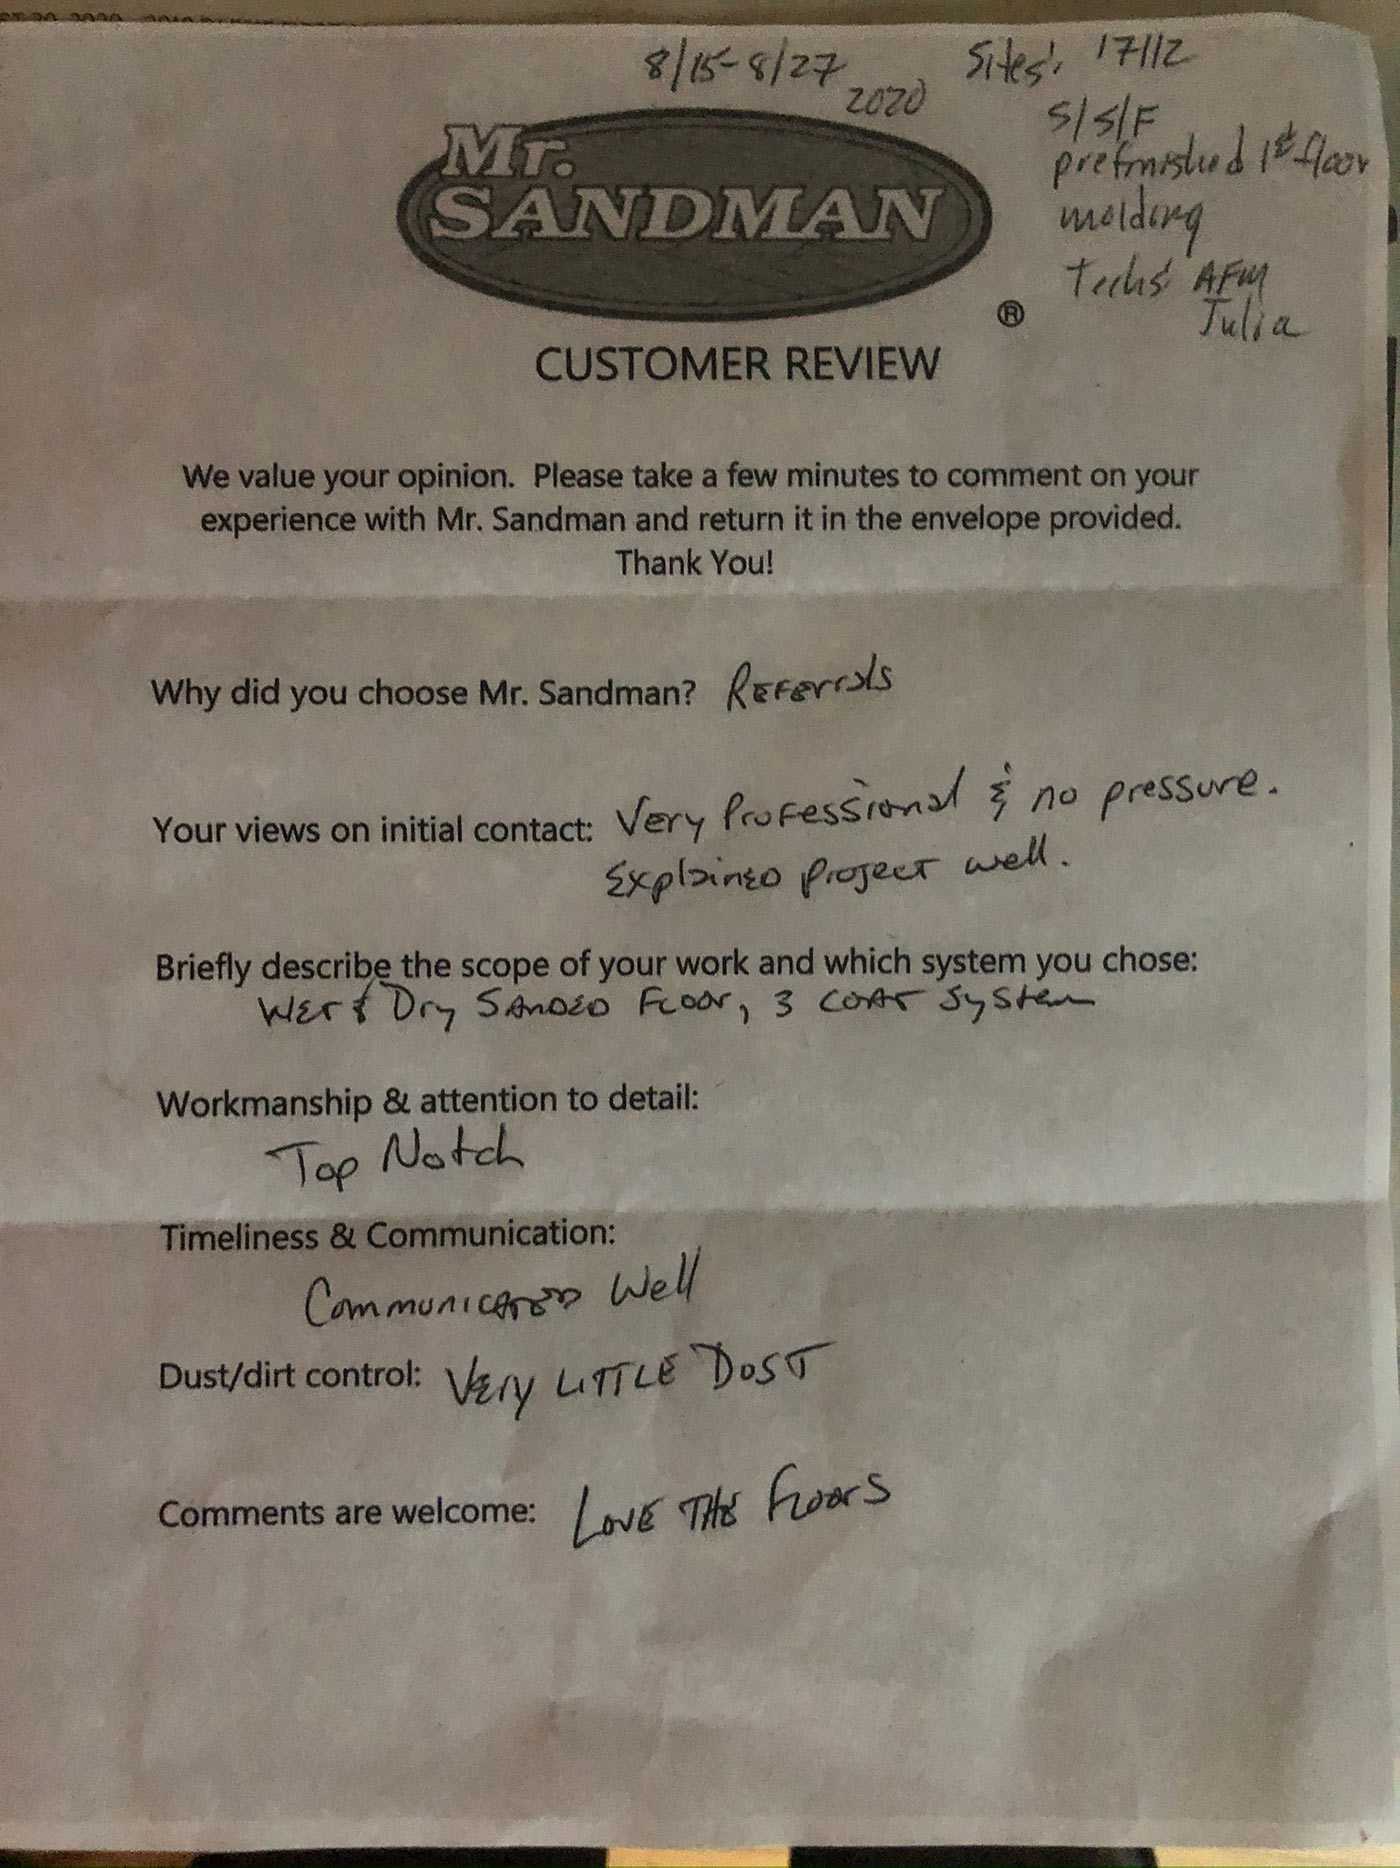 8/15-8/27
2020
Sites: 17112
S/S/F
prefinished 1st floor
molding
Techs: AFM
Julia
Mr.
SANDMAN
®
CUSTOMER REVIEW
We value your opinion. Please take a few minutes to comment on your
experience with Mr. Sandman and return it in the envelope provided.
Thank You!
Why did you choose Mr. Sandman? Referrals
Your views on initial contact: Very Professional & no pressure.
Explained project well.
Briefly describe the scope of your work and which system you chose:
Wet & Dry Sanded Floor, 3 coat system
Workmanship & attention to detail:
Top Notch
Timeliness & Communication:
Communicated Well
Dust/dirt control: Very LITTLE DUST
Comments are welcome: Love THE Floors